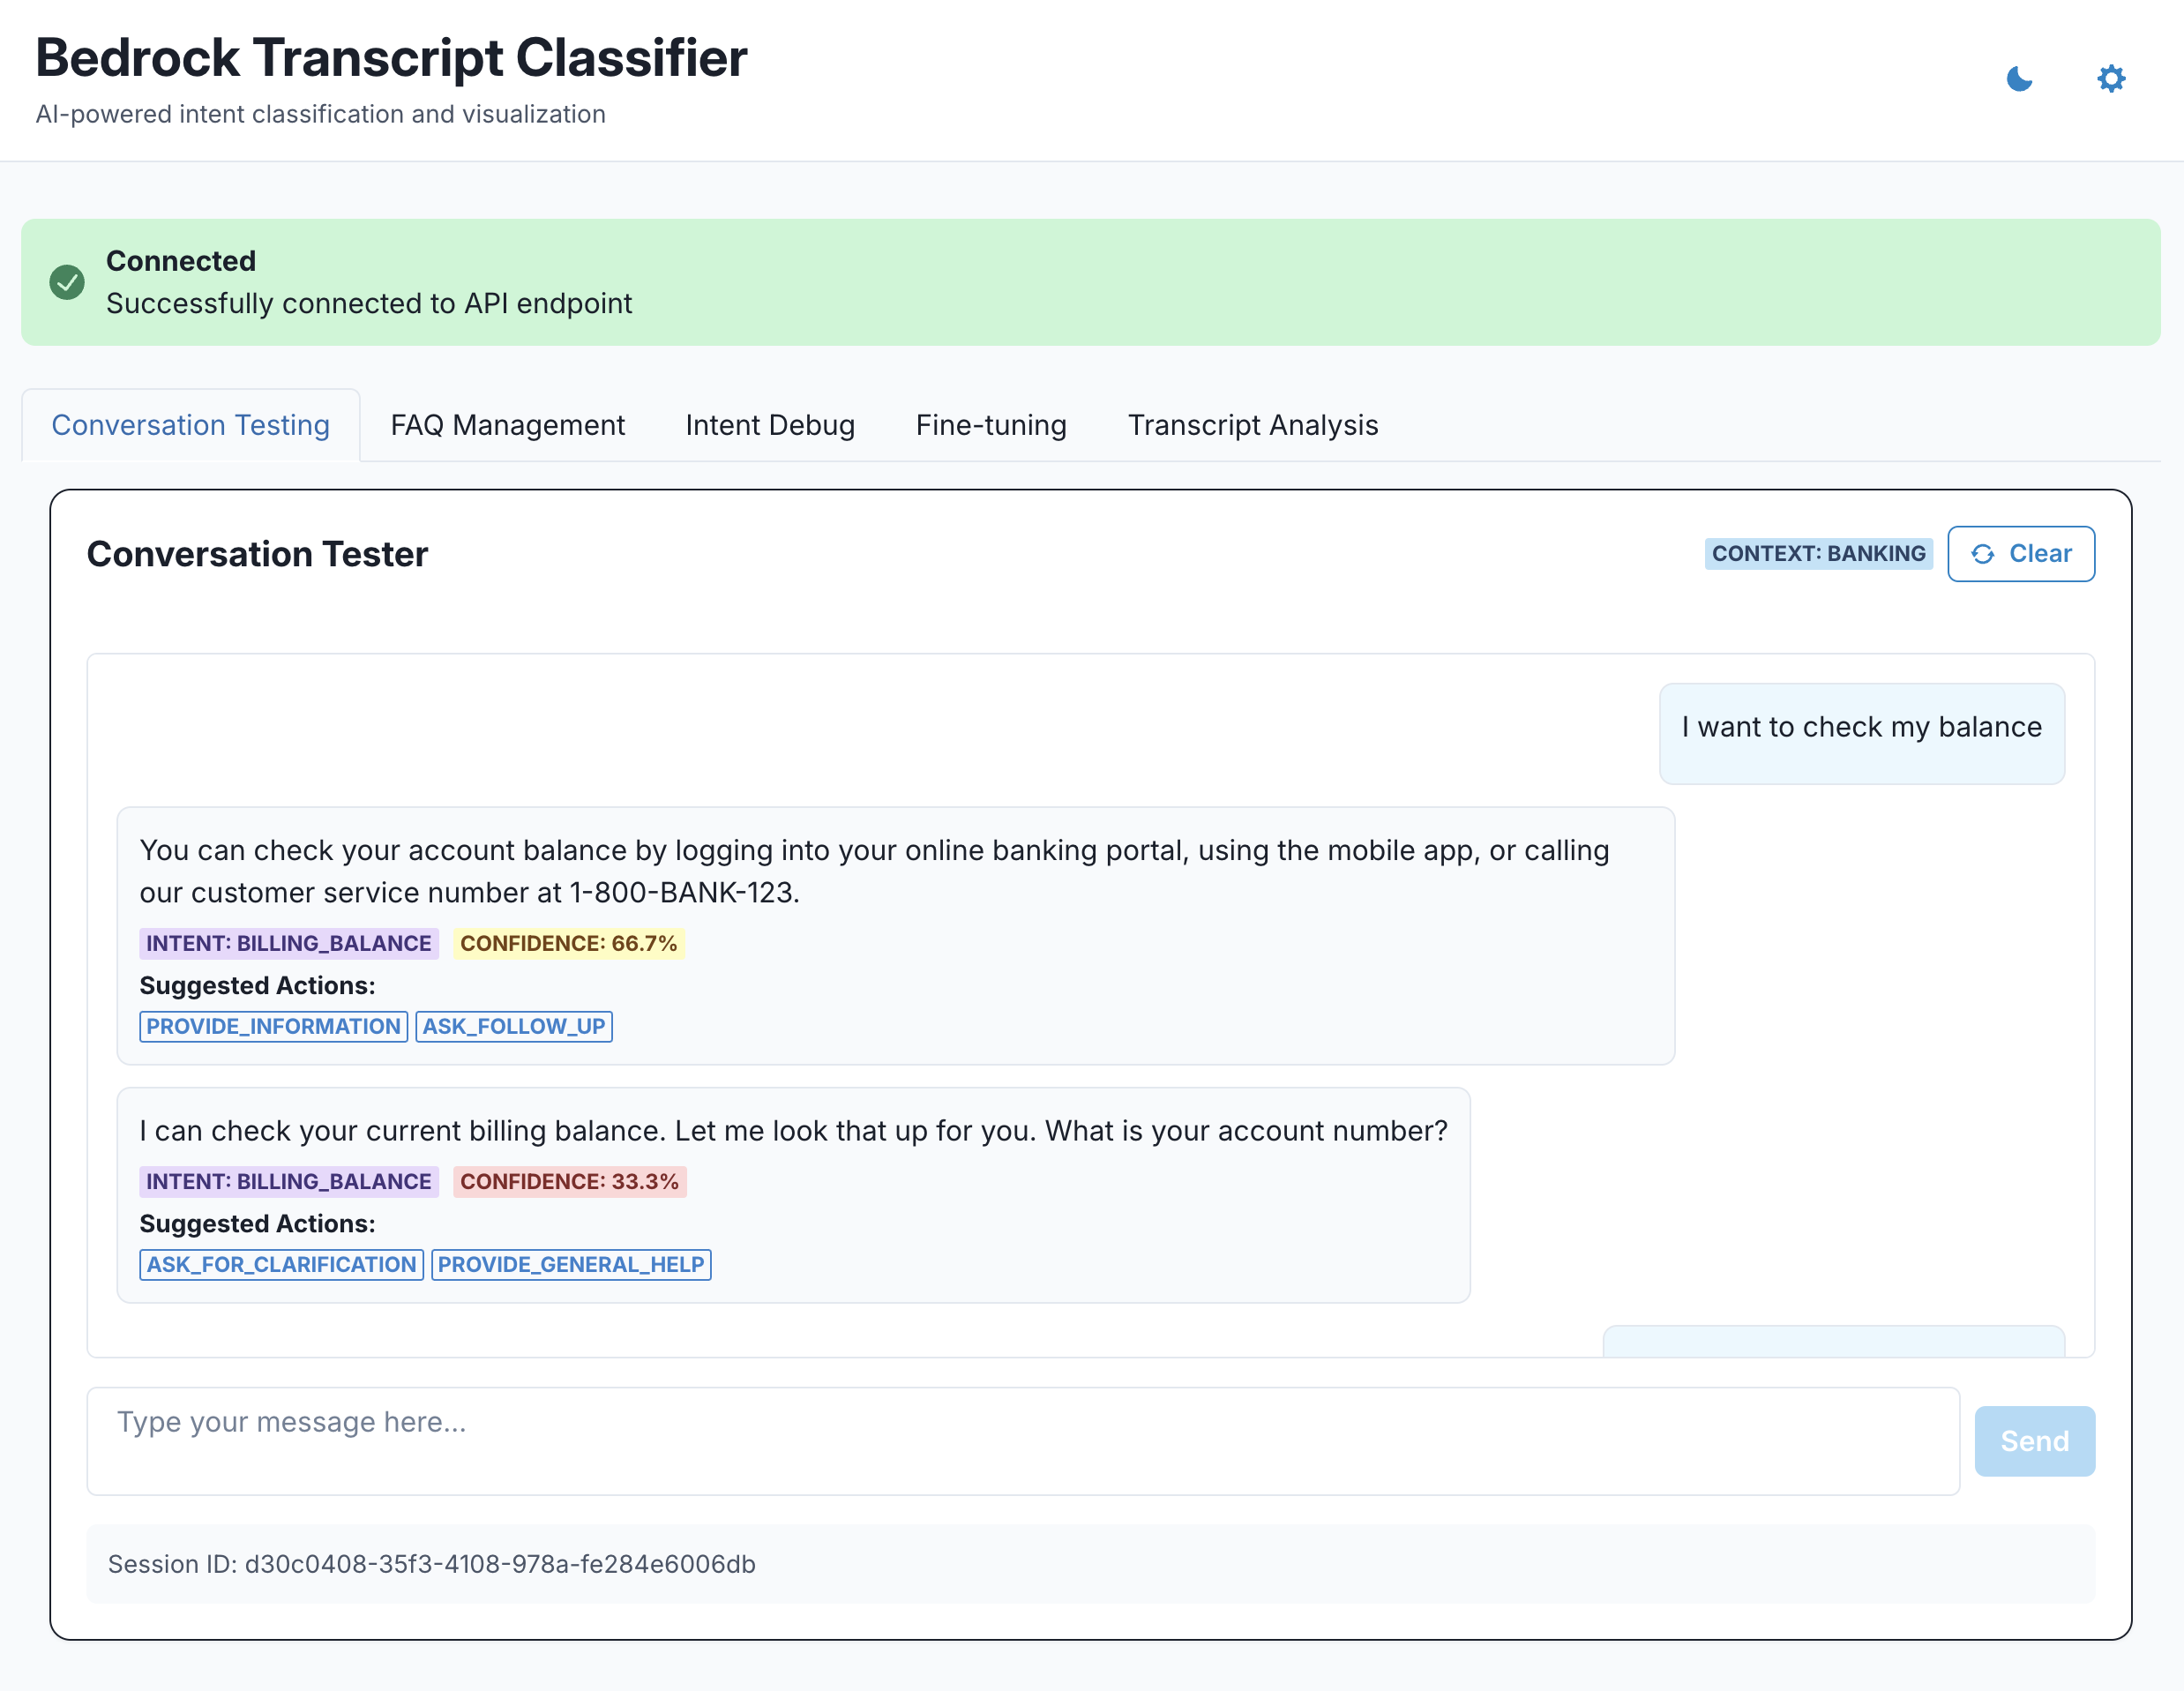 Bedrock Transcript Classifier
AI-powered intent classification and visualization
Connected
Successfully connected to API endpoint
Conversation Testing
FAQ Management
Intent Debug
Fine-tuning
Transcript Analysis
Conversation Tester
CONTEXT: BANKING
Clear
I want to check my balance
You can check your account balance by logging into your online banking portal, using the mobile app, or calling
our customer service number at 1-800-BANK-123.
INTENT: BILLING_BALANCE
CONFIDENCE: 66.7%
Suggested Actions:
PROVIDE_INFORMATION
ASK_FOLLOW_UP
I can check your current billing balance. Let me look that up for you. What is your account number?
INTENT: BILLING_BALANCE
CONFIDENCE: 33.3%
Suggested Actions:
ASK_FOR_CLARIFICATION
PROVIDE_GENERAL_HELP
Type your message here...
Send
Session ID: d30c0408-35f3-4108-978a-fe284e6006db